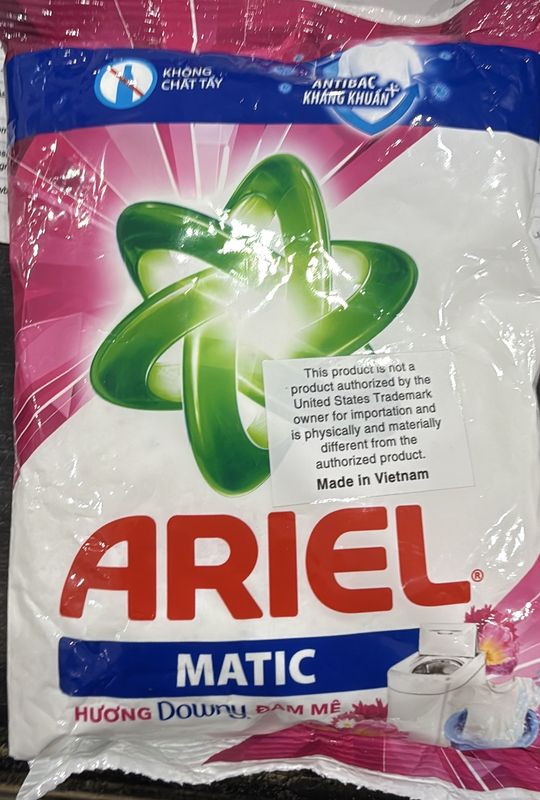 KHÔNG
CHẤT TẨY
ANTIBAC
KHÁNG KHUẨN+
This product is not a
product authorized by the
United States Trademark
owner for importation and
is physically and materially
different from the
authorized product.
Made in Vietnam
ARIEL®
MATIC
HƯƠNG Downy ĐAM MÊ